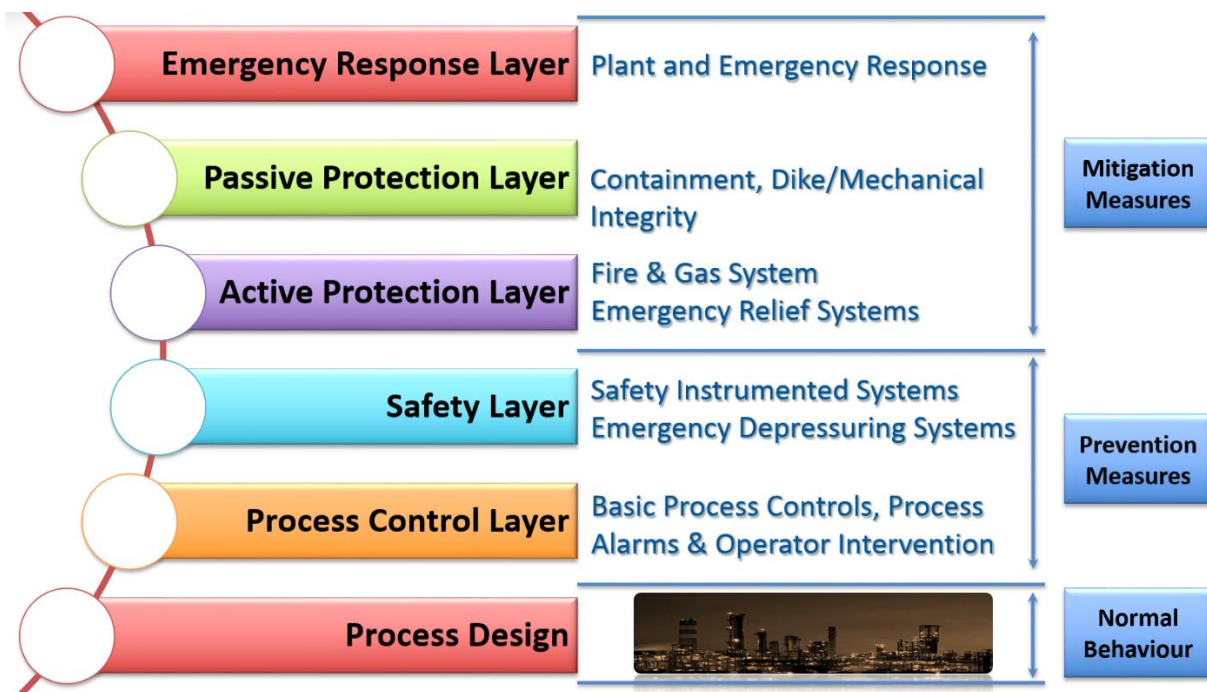 Emergency Response Layer
Plant and Emergency Response
Passive Protection Layer
Containment, Dike/Mechanical
Integrity
Mitigation
Measures
Active Protection Layer
Fire & Gas System
Emergency Relief Systems
Safety Layer
Safety Instrumented Systems
Emergency Depressuring Systems
Prevention
Measures
Process Control Layer
Basic Process Controls, Process
Alarms & Operator Intervention
Process Design
Normal
Behaviour